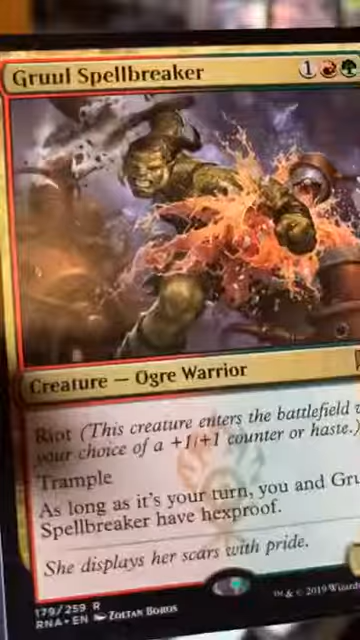 Gruul Spellbreaker 1
Creature — Ogre Warrior
Riot (This creature enters the battlefield
your choice of a +1/+1 counter or haste.)
Trample
As long as it's your turn, you and Gru
Spellbreaker have hexproof.
She displays her scars with pride.
179/259 R
RNA • EN Zoltan Boros
™ & © 2019 Wizards